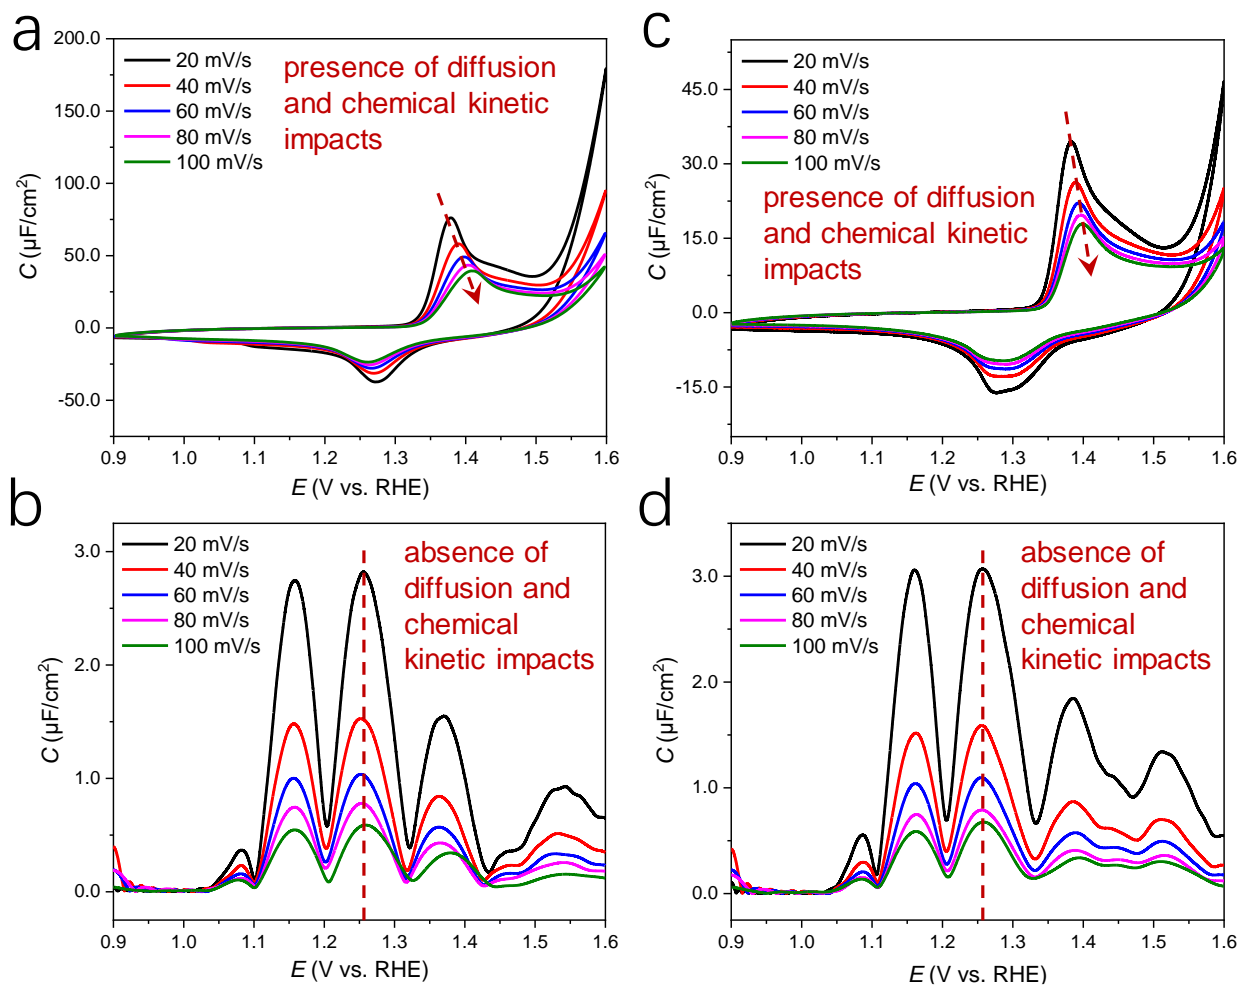 a
200.0
150.0
100.0
50.0
0.0
-50.0
C (μF/cm²)
20 mV/s
40 mV/s
60 mV/s
80 mV/s
100 mV/s
presence of diffusion
and chemical kinetic
impacts
0.9 1.0 1.1 1.2 1.3 1.4 1.5 1.6
E (V vs. RHE)
c
45.0
30.0
15.0
0.0
-15.0
C (μF/cm²)
20 mV/s
40 mV/s
60 mV/s
80 mV/s
100 mV/s
presence of diffusion
and chemical kinetic
impacts
0.9 1.0 1.1 1.2 1.3 1.4 1.5 1.6
E (V vs. RHE)
b
3.0
2.0
1.0
0.0
C (μF/cm²)
20 mV/s
40 mV/s
60 mV/s
80 mV/s
100 mV/s
absence of
diffusion and
chemical
kinetic impacts
0.9 1.0 1.1 1.2 1.3 1.4 1.5 1.6
E (V vs. RHE)
d
3.0
2.0
1.0
0.0
C (μF/cm²)
20 mV/s
40 mV/s
60 mV/s
80 mV/s
100 mV/s
absence of
diffusion and
chemical
kinetic impacts
0.9 1.0 1.1 1.2 1.3 1.4 1.5 1.6
E (V vs. RHE)